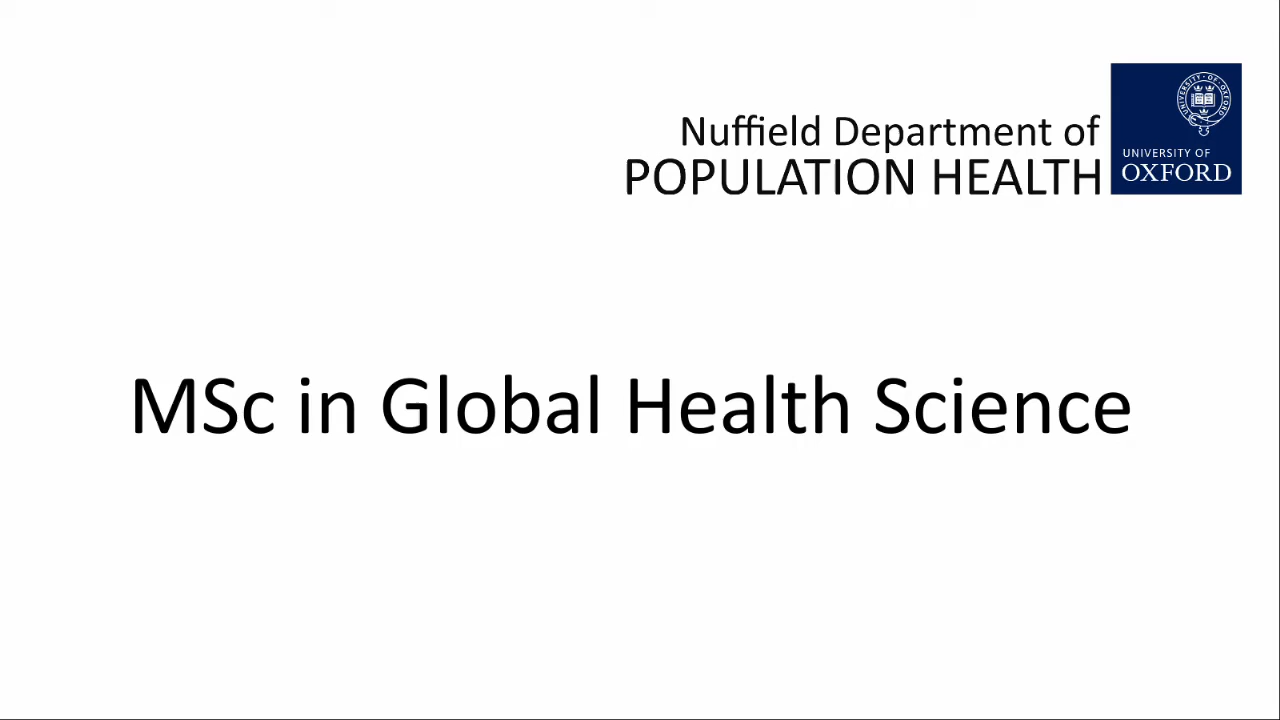 Nuffield Department of
POPULATION HEALTH
UNIVERSITY OF
OXFORD
MSc in Global Health Science